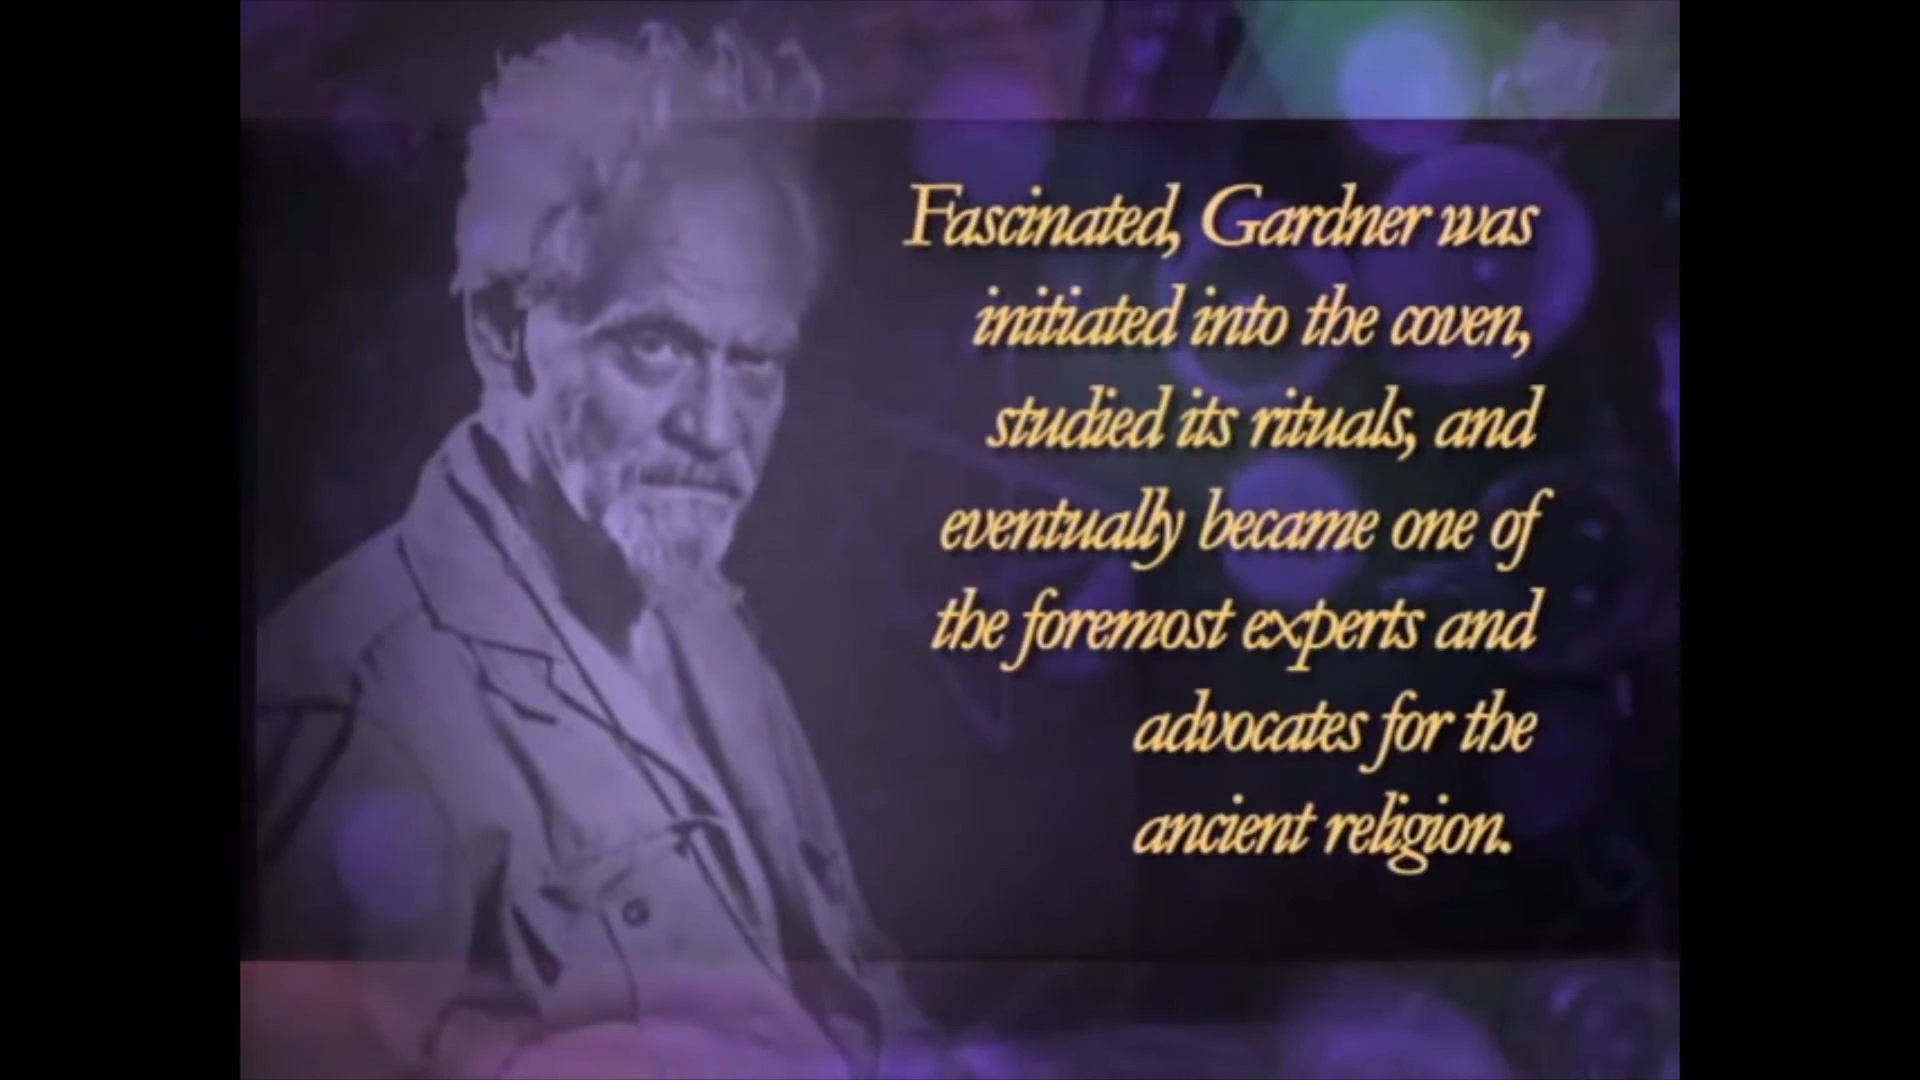 Fascinated, Gardner was
initiated into the coven,
studied its rituals, and
eventually became one of
the foremost experts and
advocates for the
ancient religion.